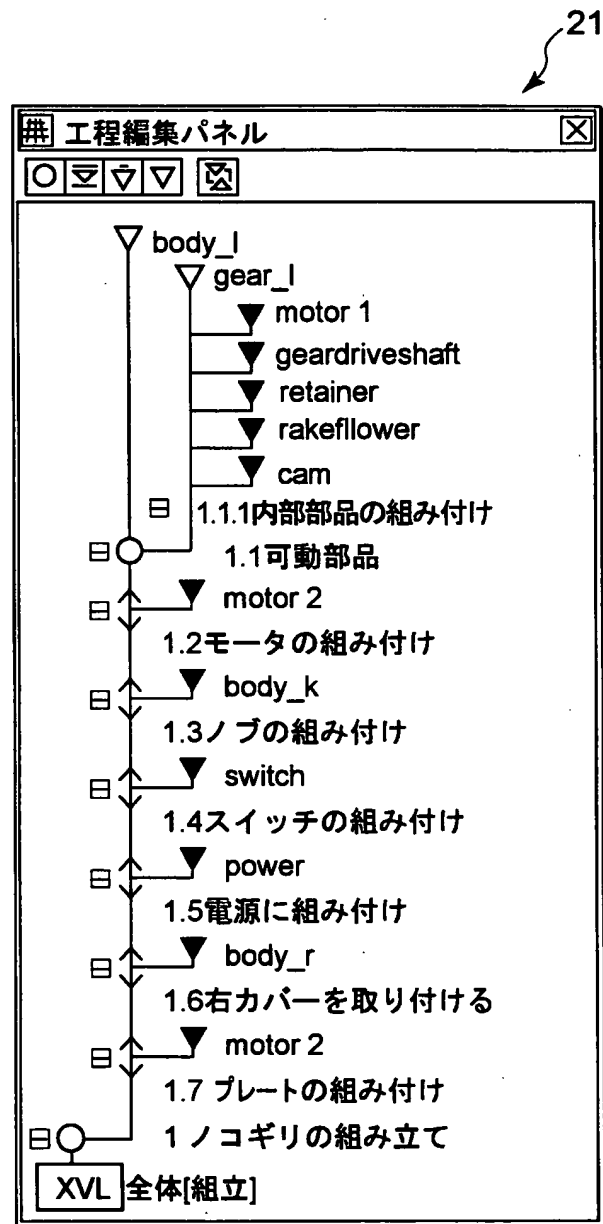 21
工程編集パネル
body_l
gear_l
motor 1
geardriveshaft
retainer
rakefllower
cam
1.1.1内部部品の組み付け
1.1可動部品
motor 2
1.2モータの組み付け
body_k
1.3ノブの組み付け
switch
1.4スイッチの組み付け
power
1.5電源に組み付け
body_r
1.6右カバーを取り付ける
motor 2
1.7 プレートの組み付け
1ノコギリの組み立て
XVL 全体[組立]